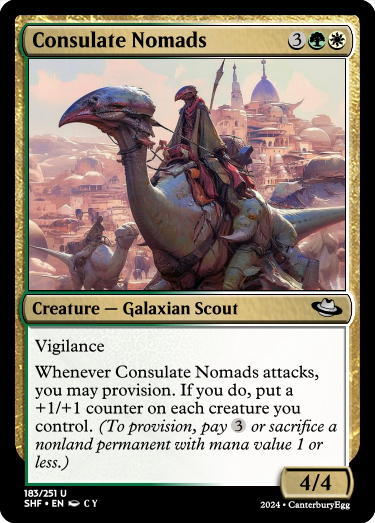 Consulate Nomads 3
Creature — Galaxian Scout
Vigilance
Whenever Consulate Nomads attacks,
you may provision. If you do, put a
+1/+1 counter on each creature you
control. (To provision, pay 3 or sacrifice a
nonland permanent with mana value 1 or
less.)
4/4
183/251 U
SHF • EN C Y
2024 • CanterburyEgg